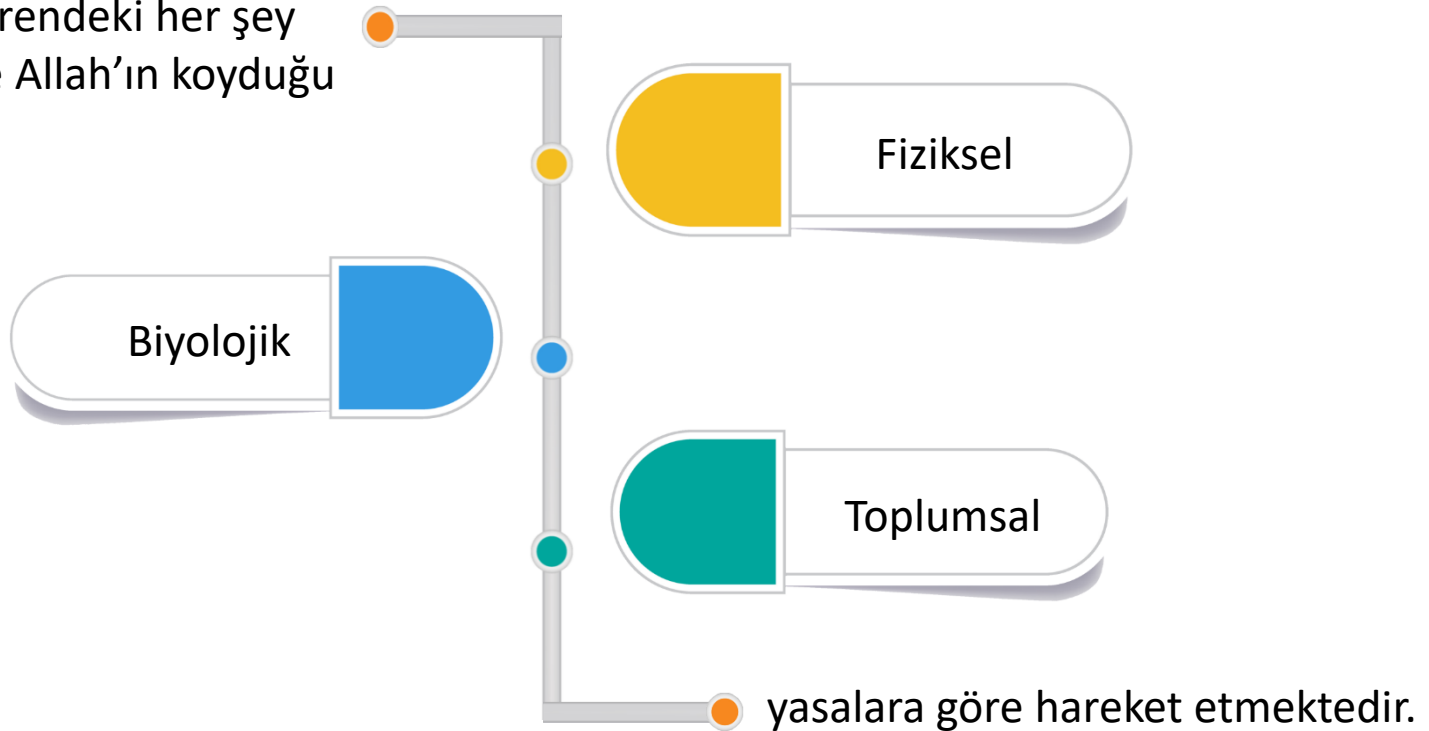 rendeki her şey
Allah’ın koyduğu
Fiziksel
Biyolojik
Toplumsal
yasalara göre hareket etmektedir.